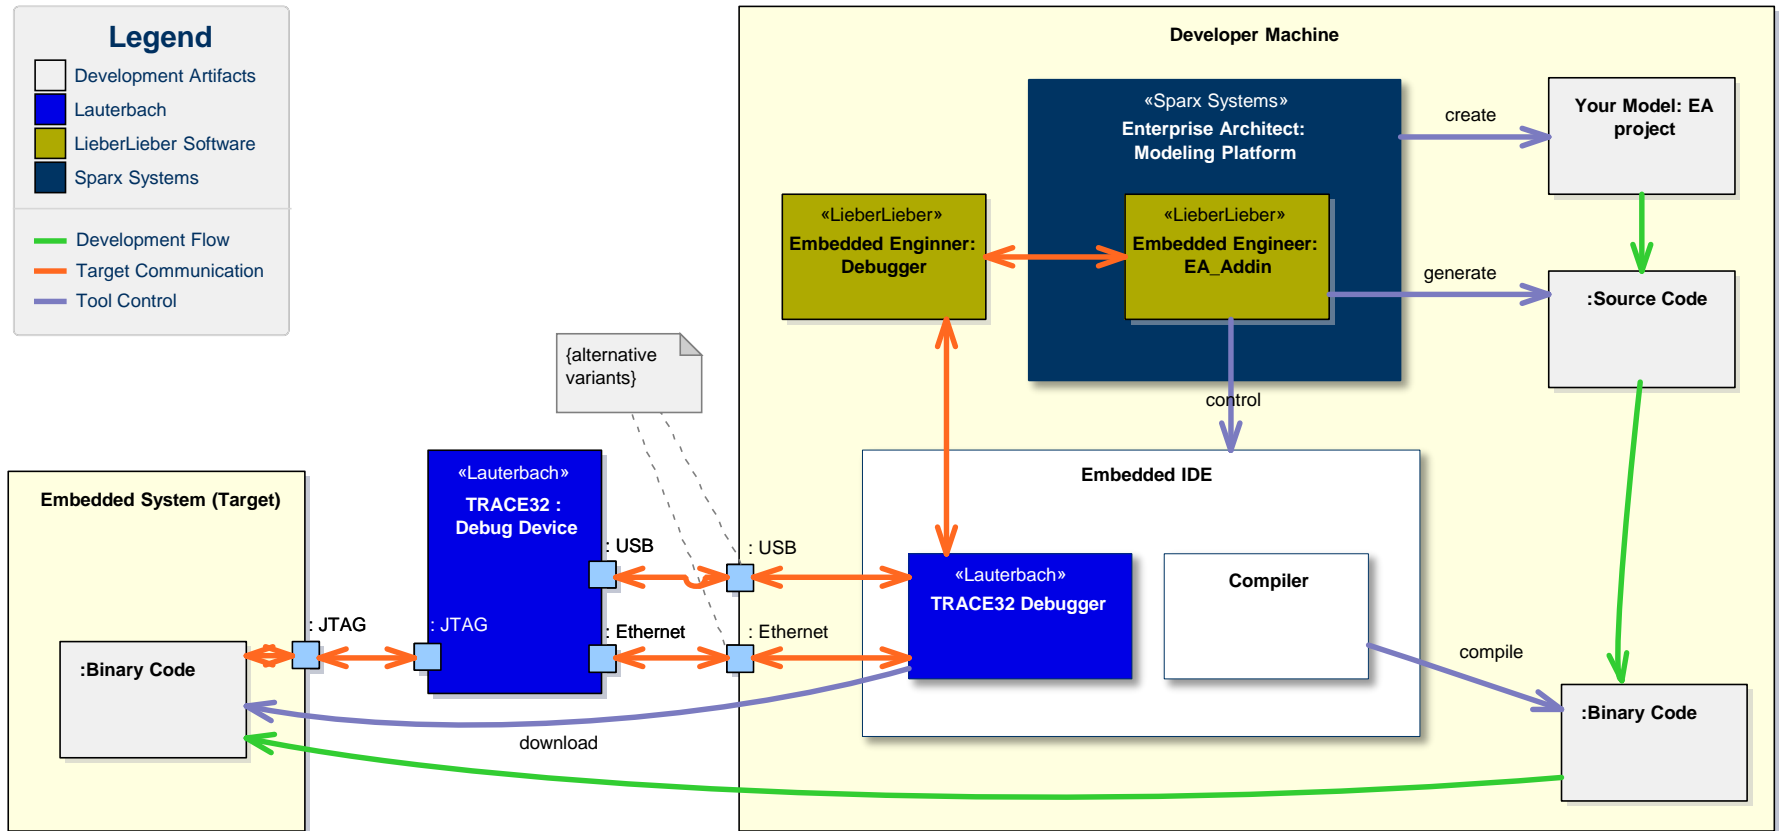 Legend
Development Artifacts
Lauterbach
LieberLieber Software
Sparx Systems
Development Flow
Target Communication
Tool Control
Developer Machine
«Sparx Systems»
Enterprise Architect:
Modeling Platform
create
Your Model: EA
project
«LieberLieber»
Embedded Enginner:
Debugger
«LieberLieber»
Embedded Engineer:
EA_Addin
generate
:Source Code
{alternative
variants}
control
Embedded IDE
Embedded System (Target)
«Lauterbach»
TRACE32 :
Debug Device
: USB
: USB
«Lauterbach»
TRACE32 Debugger
Compiler
: JTAG
: JTAG
: Ethernet
: Ethernet
compile
:Binary Code
:Binary Code
download